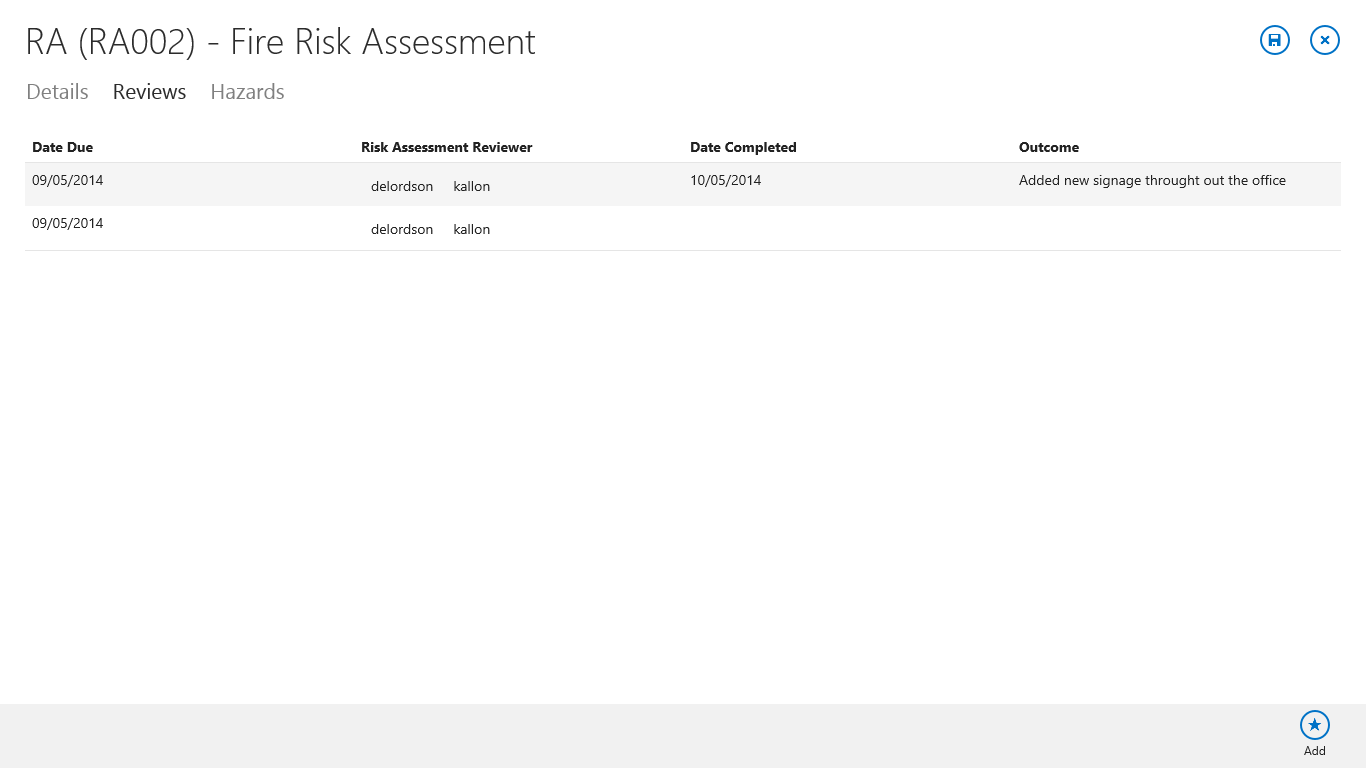 RA (RA002) - Fire Risk Assessment
Details Reviews Hazards
Date Due Risk Assessment Reviewer Date Completed Outcome
09/05/2014 delordson kallon 10/05/2014 Added new signage throught out the office
09/05/2014 delordson kallon
Add